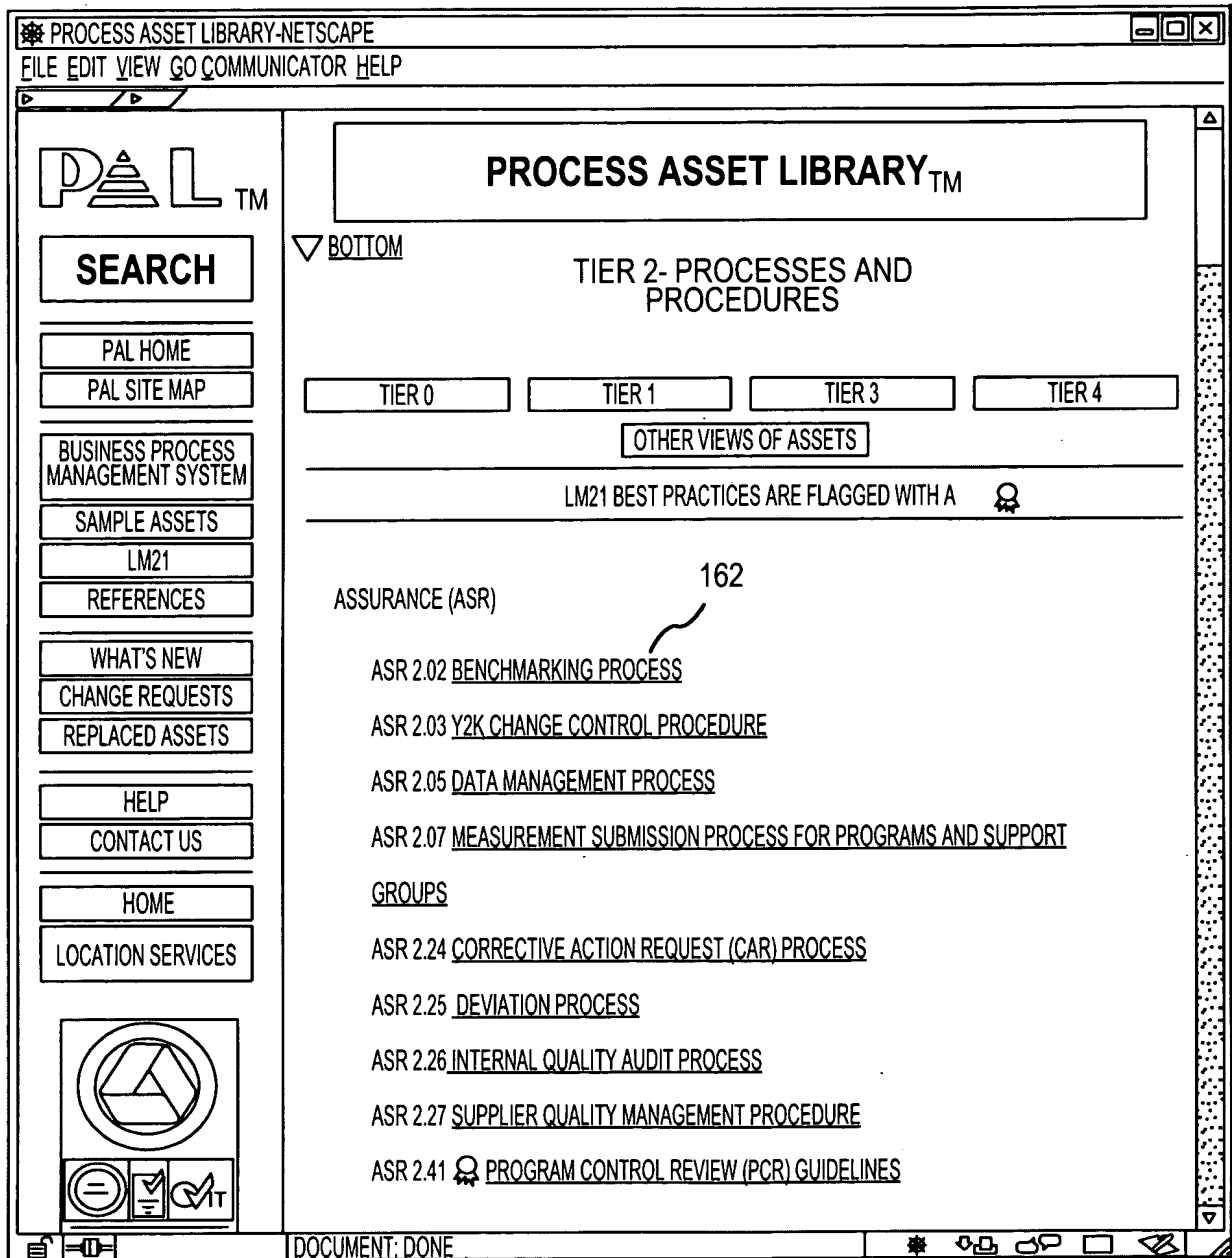 PROCESS ASSET LIBRARY-NETSCAPE
FILE EDIT VIEW GO COMMUNICATOR HELP
PAL TM
SEARCH
PAL HOME
PAL SITE MAP
BUSINESS PROCESS
MANAGEMENT SYSTEM
SAMPLE ASSETS
LM21
REFERENCES
WHAT'S NEW
CHANGE REQUESTS
REPLACED ASSETS
HELP
CONTACT US
HOME
LOCATION SERVICES
IT
PROCESS ASSET LIBRARY TM
BOTTOM
TIER 2- PROCESSES AND
PROCEDURES
TIER 0 TIER 1 TIER 3 TIER 4
OTHER VIEWS OF ASSETS
LM21 BEST PRACTICES ARE FLAGGED WITH A
162
ASSURANCE (ASR)
ASR 2.02 BENCHMARKING PROCESS
ASR 2.03 Y2K CHANGE CONTROL PROCEDURE
ASR 2.05 DATA MANAGEMENT PROCESS
ASR 2.07 MEASUREMENT SUBMISSION PROCESS FOR PROGRAMS AND SUPPORT
GROUPS
ASR 2.24 CORRECTIVE ACTION REQUEST (CAR) PROCESS
ASR 2.25 DEVIATION PROCESS
ASR 2.26 INTERNAL QUALITY AUDIT PROCESS
ASR 2.27 SUPPLIER QUALITY MANAGEMENT PROCEDURE
ASR 2.41 PROGRAM CONTROL REVIEW (PCR) GUIDELINES
DOCUMENT: DONE